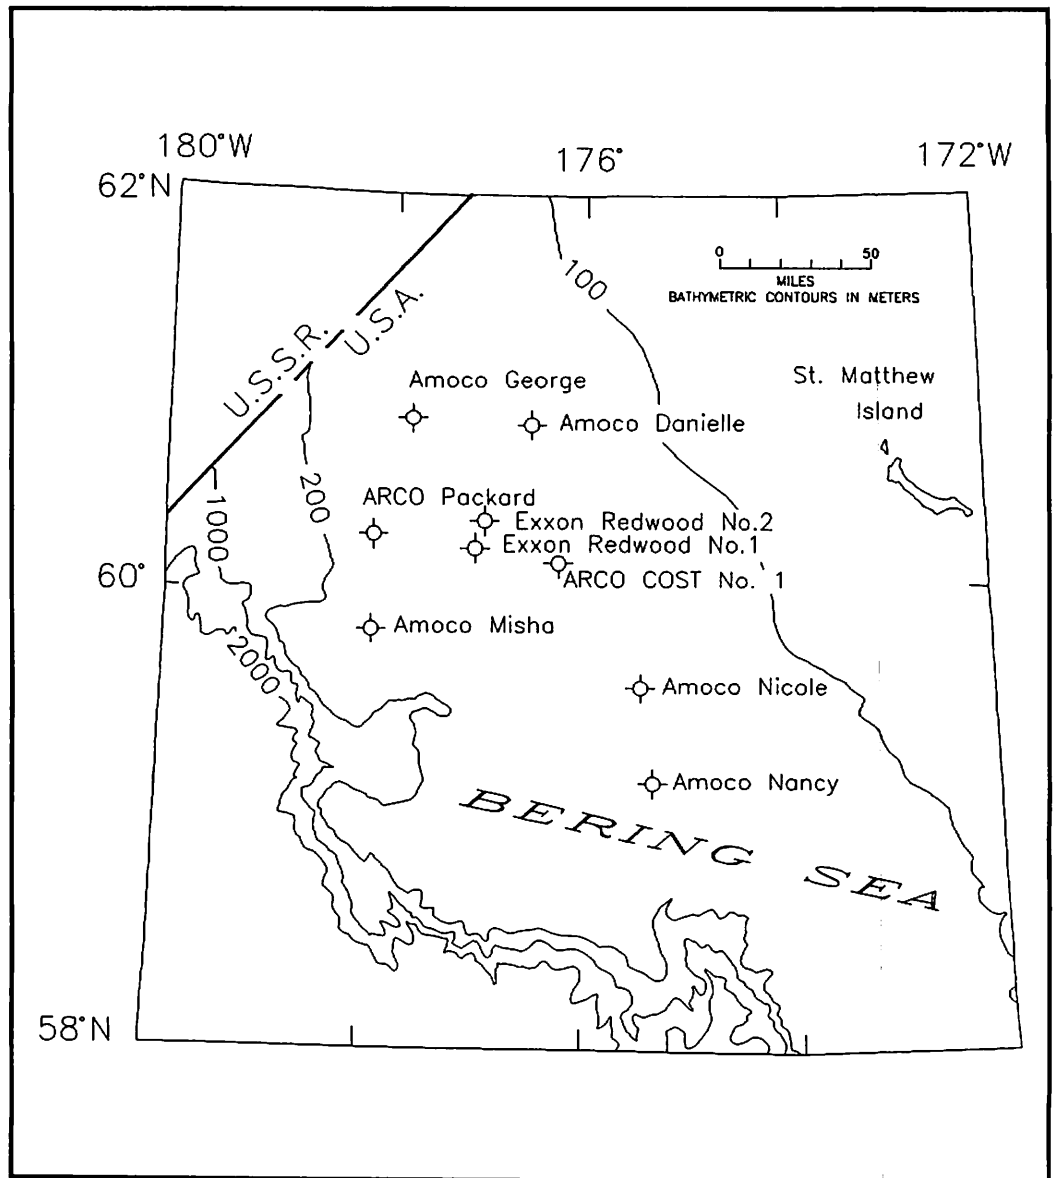 180°W
176°
172°W
62°N
0
50
MILES
BATHYMETRIC CONTOURS IN METERS
100
U.S.S.R.
U.S.A.
Amoco George
St. Matthew
Island
Amoco Danielle
200
1000
ARCO Packard
Exxon Redwood No.2
Exxon Redwood No.1
60°
ARCO COST No. 1
Amoco Misha
2000
Amoco Nicole
Amoco Nancy
BERING SEA
58°N